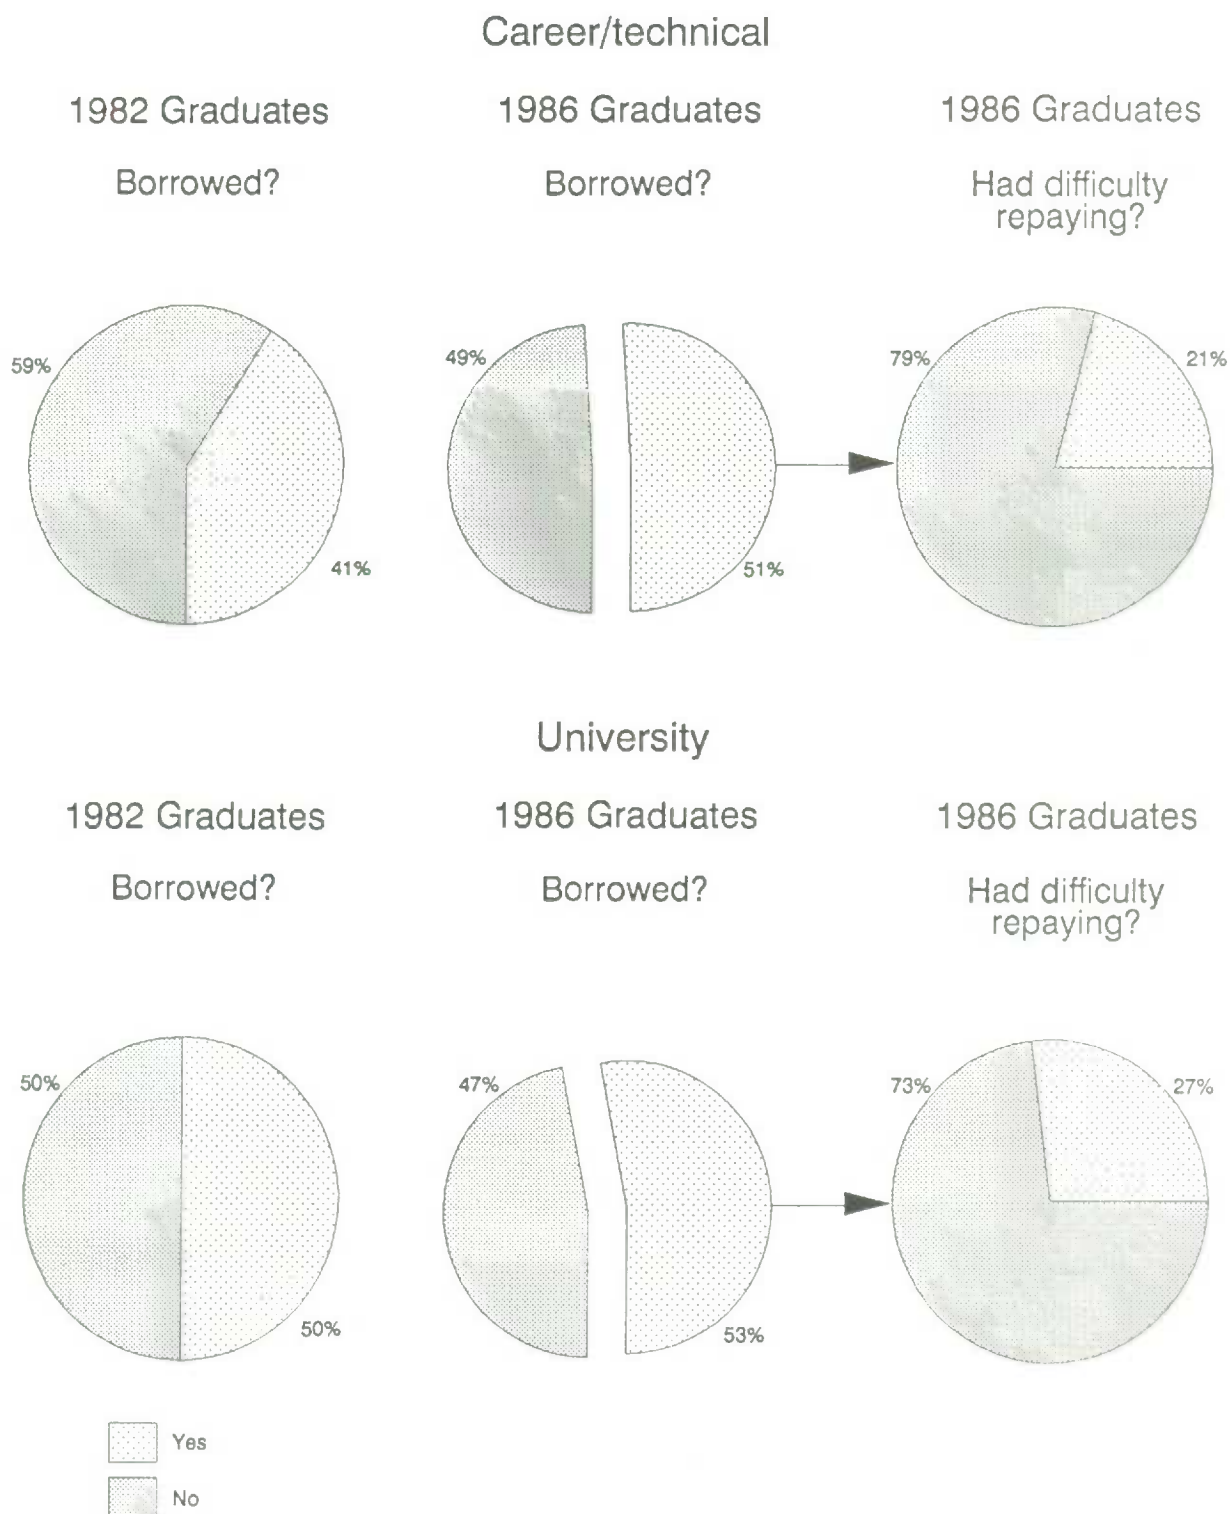 Career/technical
1982 Graduates
1986 Graduates
1986 Graduates
Borrowed?
Borrowed?
Had difficulty
repaying?
59%
41%
49%
51%
79%
21%
University
1982 Graduates
1986 Graduates
1986 Graduates
Borrowed?
Borrowed?
Had difficulty
repaying?
50%
50%
47%
53%
73%
27%
Yes
No